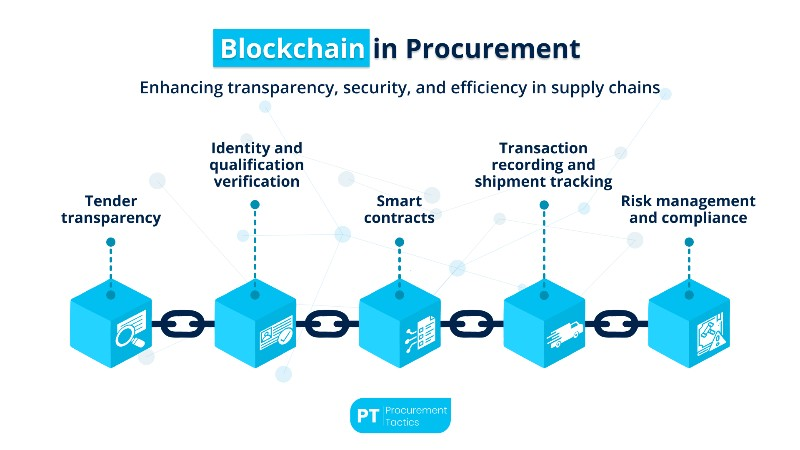 Blockchain in Procurement
Enhancing transparency, security, and efficiency in supply chains
Tender
transparency
Identity and
qualification
verification
Smart
contracts
Transaction
recording and
shipment tracking
Risk management
and compliance
PT
Procurement
Tactics